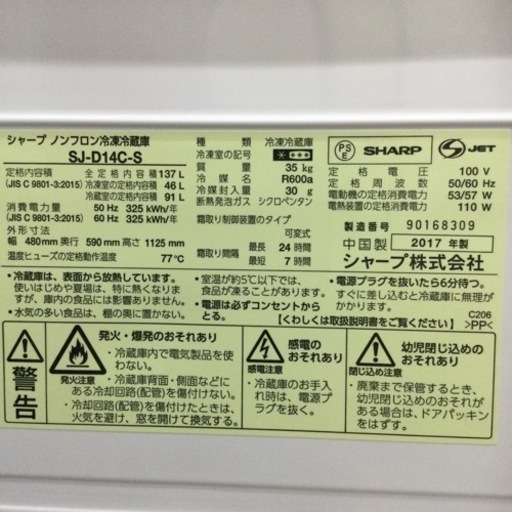 シャープ ノンフロン冷凍冷蔵庫
SJ-D14C-S
定格内容積 全定格内容積 137 L
(JIS C 9801-3:2015) 冷凍室の定格内容積 46 L
冷蔵室の定格内容積 91 L
消費電力量 50 Hz 325 kWh/年
(JIS C 9801-3:2015) 60 Hz 325 kWh/年
外形寸法
幅 480mm 奥行 590mm 高さ 1125 mm
温度ヒューズの定格動作温度 77℃
種類 冷凍冷蔵庫
冷凍室の記号
質量 35 kg
冷媒 R600a
冷媒封入量 30 g
断熱発泡ガス シクロペンタン
霜取り制御装置のタイプ
可変式
霜取り間隔 最長 24 時間
最短 7 時間
PS
E
SHARP
JET
定格電圧 100 V
定格周波数 50/60 Hz
電動機の定格消費電力 53/57 W
電熱装置の定格消費電力 110 W
製造番号 90168309
中国製 2017 年製
シャープ株式会社
・冷蔵庫は、表面から放熱しています。
使いはじめや夏場は、特に熱くなりま
すが、庫内の食品には影響ありません。
・水気の多い食品は、棚の奥に置かない。
・室温が約5℃以下では、
食品が凍ることがあります。
・電源は必ずコンセントから
とる。
・電源プラグを抜いたら6分待つ。
すぐに差し込むと冷蔵庫に無理が
かかります。
【くわしくは取扱説明書をご覧ください】
C206
>PP<
警告
発火・爆発のおそれあり
発火注意
・冷蔵庫内で電気製品を使
わない。
・冷蔵庫背面・側面などに
ある冷却回路(配管)を傷付けない。
・冷却回路(配管)を傷付けたときは、
火気を避け、窓を開けて換気する。
感電の
おそれあり
感電注意
・冷蔵庫のお手入
れ時は、電源プ
ラグを抜く。
幼児閉じ込めの
おそれあり
破裂注意
・廃棄まで保管するとき、
幼児閉じ込めのおそれが
ある場合は、ドアパッキン
をはずす。